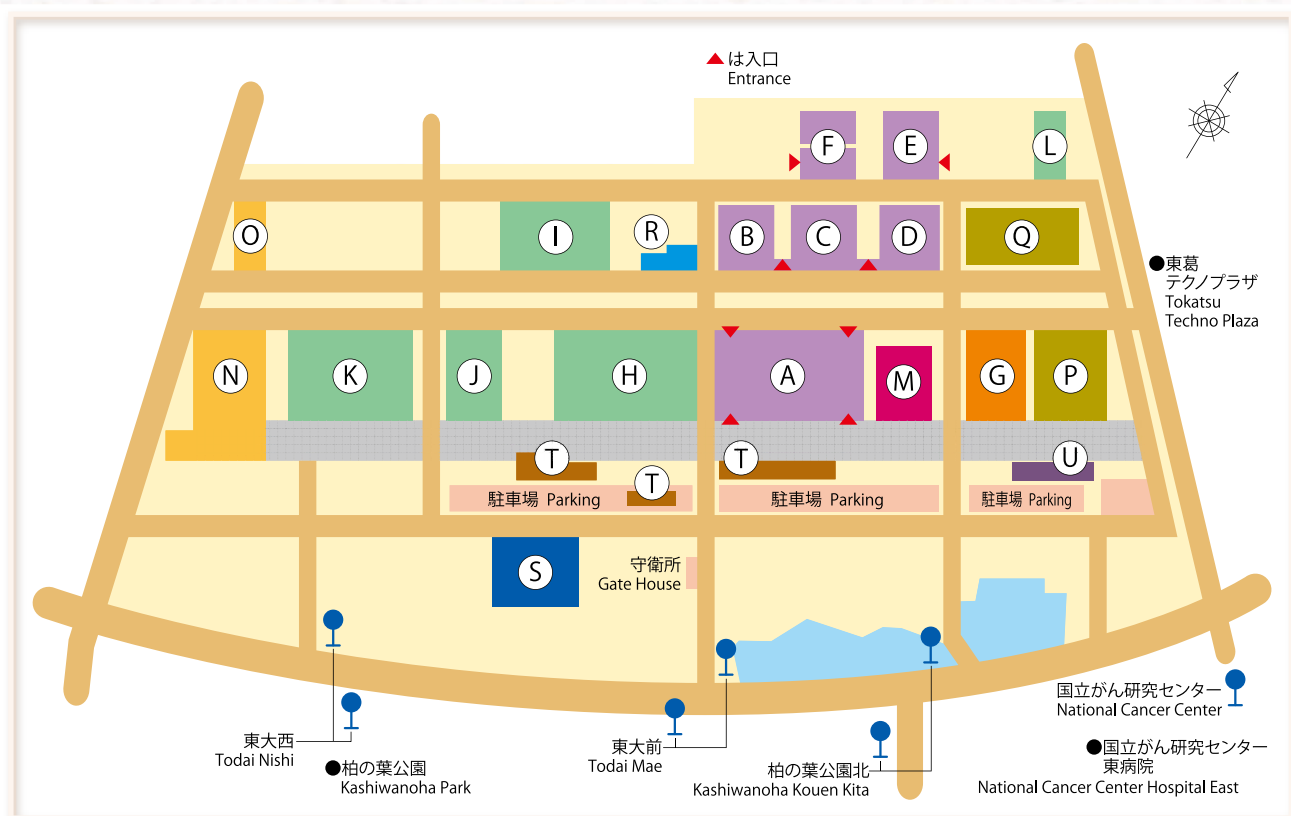 は入口
Entrance
F
E
L
O
I
R
B
C
D
Q
●東葛
テクノプラザ
Tokatsu
Techno Plaza
N
K
J
H
A
M
G
P
T
T
T
U
駐車場 Parking
駐車場 Parking
駐車場 Parking
S
守衛所
Gate House
東大西
Todai Nishi
●柏の葉公園
Kashiwanoha Park
東大前
Todai Mae
柏の葉公園北
Kashiwanoha Kouen Kita
国立がん研究センター
National Cancer Center
●国立がん研究センター
東病院
National Cancer Center Hospital East